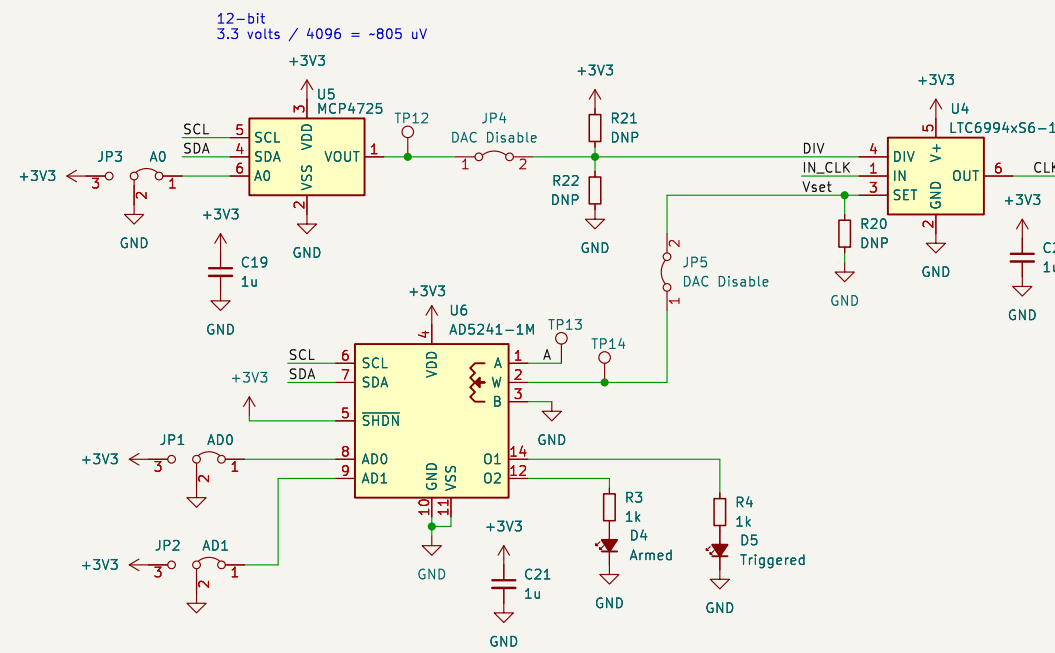 12-bit
3.3 volts / 4096 = ~805 uV
+3V3
U5
MCP4725
3
VDD
SCL
5
SCL
SDA
4
SDA
VOUT
1
6
A0
VSS
2
GND
JP3
A0
+3V3
3
1
2
GND
TP12
JP4
DAC Disable
1
2
+3V3
R21
DNP
R22
DNP
GND
+3V3
U4
LTC6994xS6-1
5
V+
DIV
4
DIV
IN_CLK
1
IN
OUT
6
CLK
Vset
3
SET
GND
2
GND
R20
DNP
GND
+3V3
1u
GND
+3V3
C19
1u
GND
JP5
DAC Disable
2
1
+3V3
U6
AD5241-1M
4
VDD
SCL
6
SCL
SDA
7
SDA
+3V3
5
SHDN
8
AD0
9
AD1
1
A
A
TP13
2
W
TP14
3
B
GND
14
O1
12
O2
GND
VSS
10
11
GND
JP1
AD0
+3V3
3
1
2
JP2
AD1
+3V3
3
1
2
+3V3
C21
1u
GND
R3
1k
D4
Armed
GND
R4
1k
D5
Triggered
GND